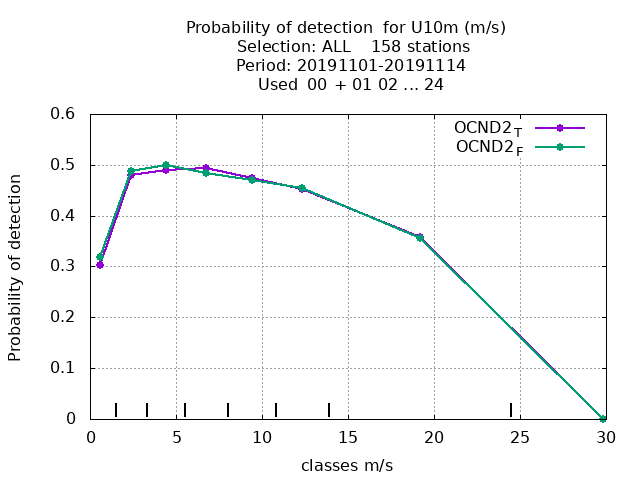 Probability of detection  for U10m (m/s)
Selection: ALL    158 stations
Period: 20191101-20191114
Used  00 + 01 02 ... 24
OCND2T
OCND2F
Probability of detection
0.6
0.5
0.4
0.3
0.2
0.1
0
0 5 10 15 20 25 30
classes m/s